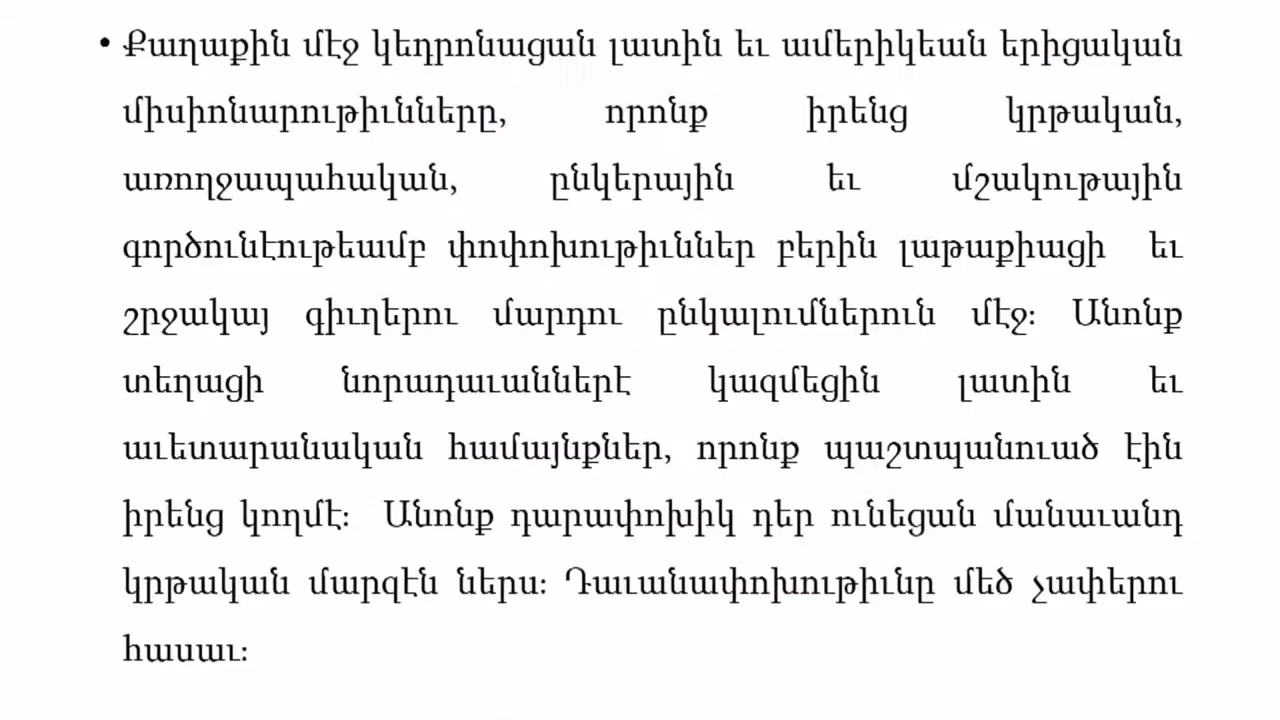 • Քաղաքին մէջ կեդրոնացան լատին եւ ամերիկեան երիցական
միսիոնարութիւնները, որոնք իրենց կրթական,
առողջապահական, ընկերային եւ մշակութային
գործունէութեամբ փոփոխութիւններ բերին լաթաքիացի եւ
շրջակայ գիւղերու մարդու ընկալումներուն մէջ։ Անոնք
տեղացի նորադաւաններէ կազմեցին լատին եւ
աւետարանական համայնքներ, որոնք պաշտպանուած էին
իրենց կողմէ։ Անոնք դարափոխիկ դեր ունեցան մանաւանդ
կրթական մարզէն ներս։ Դաւանափոխութիւնը մեծ չափերու
հասաւ։